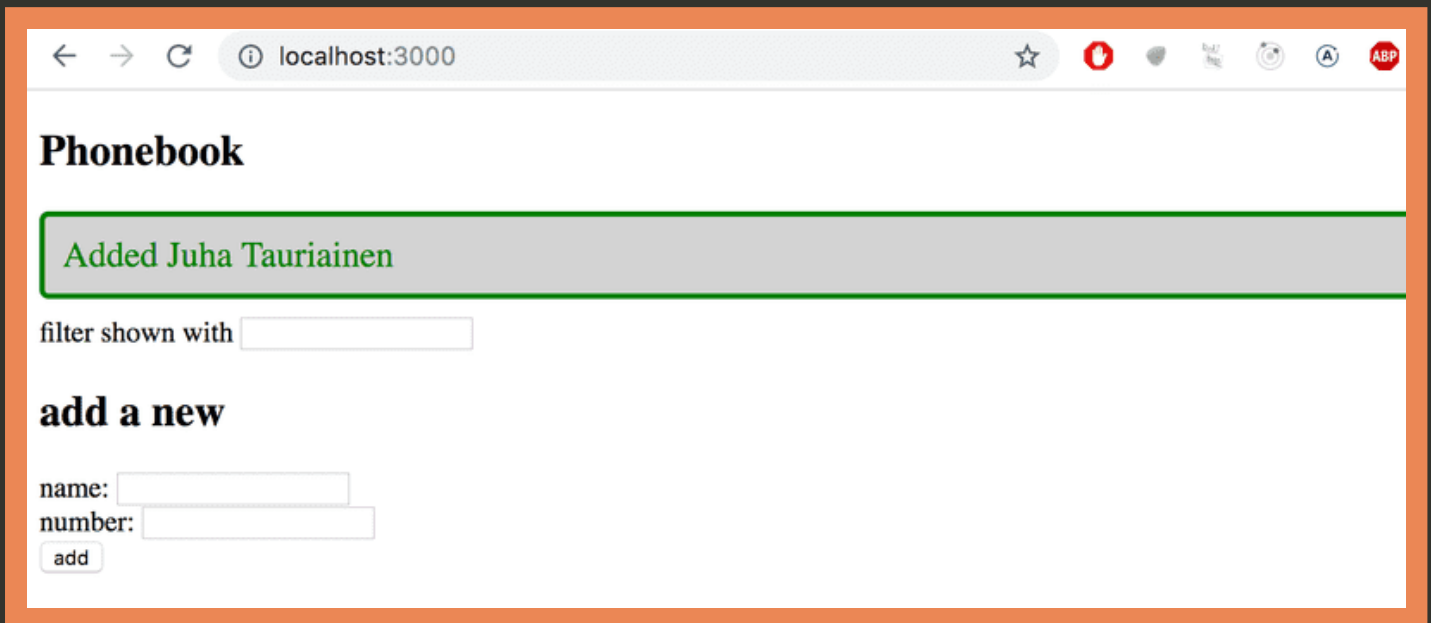 localhost:3000
A
ABP
Phonebook
Added Juha Tauriainen
filter shown with
add a new
name:
number:
add